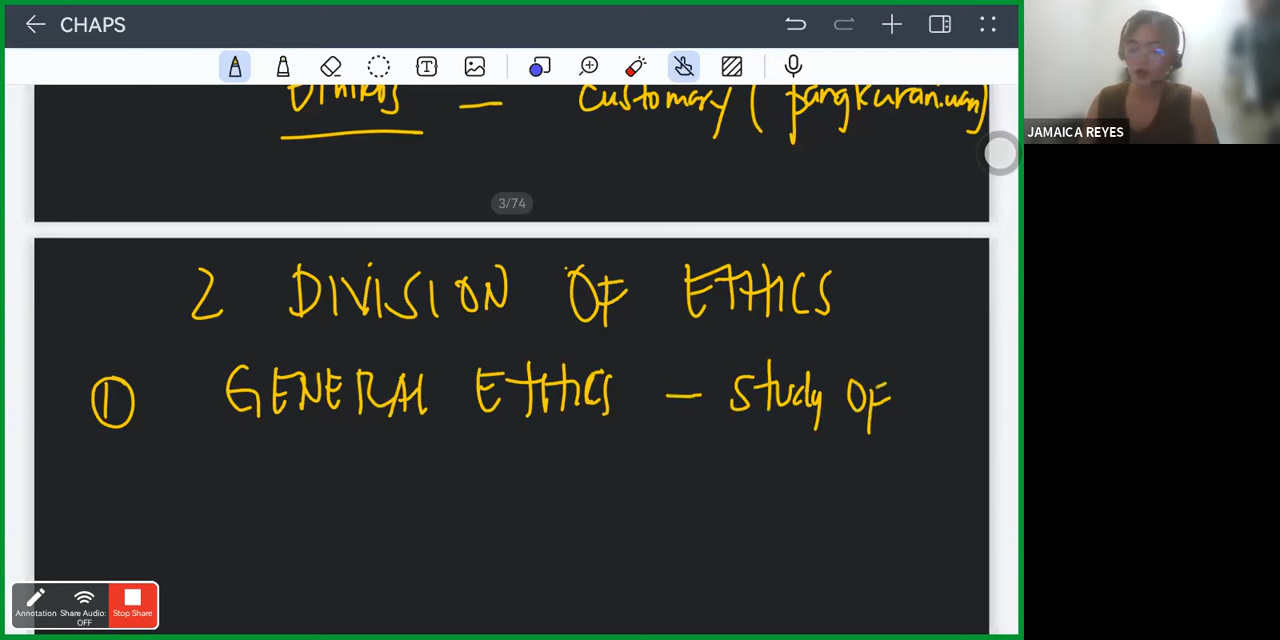 CHAPS
JAMAICA REYES
— Customary (pangkaraniwan)
3/74
2 DIVISION OF ETHICS
① GENERAL ETHICS — Study OF
Annotation Share Audio: OFF Stop Share